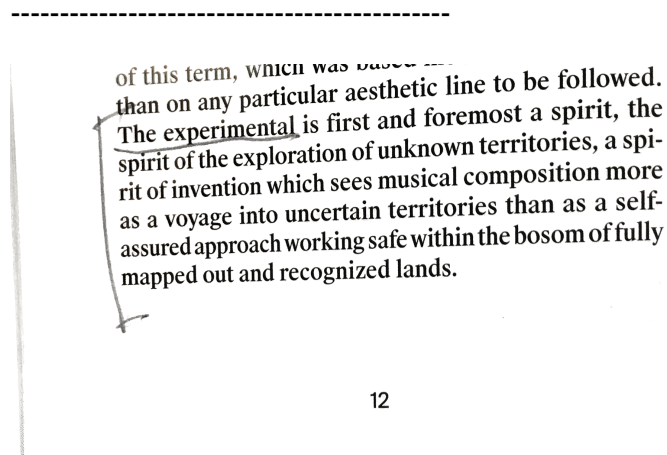 of this term, which was
than on any particular aesthetic line to be followed.
The experimental is first and foremost a spirit, the
spirit of the exploration of unknown territories, a spi-
rit of invention which sees musical composition more
as a voyage into uncertain territories than as a self-
assured approach working safe within the bosom of fully
mapped out and recognized lands.
12